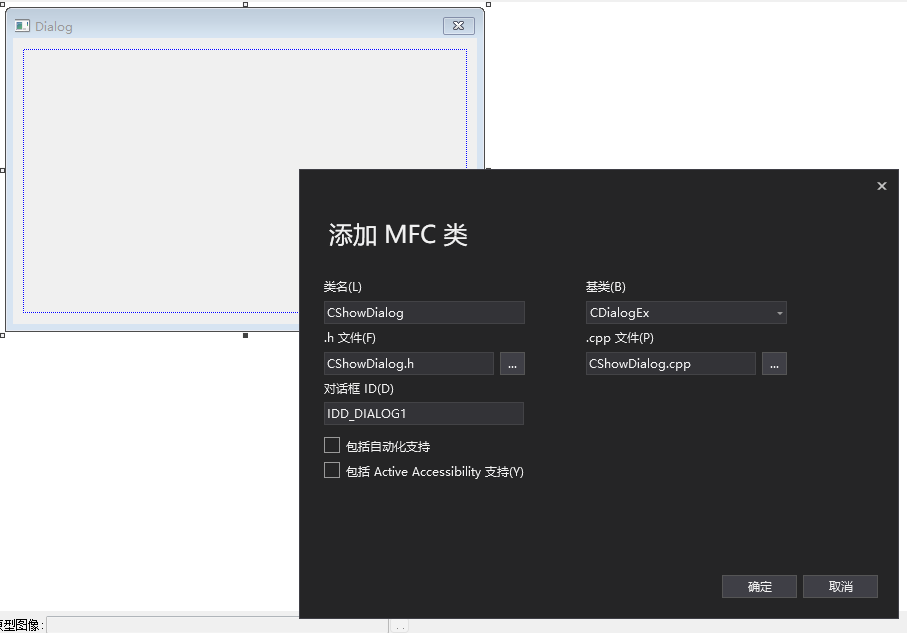 Dialog
添加 MFC 类
类名(L)
基类(B)
CShowDialog
CDialogEx
.h 文件(F)
.cpp 文件(P)
CShowDialog.h
...
CShowDialog.cpp
...
对话框 ID(D)
IDD_DIALOG1
包括自动化支持
包括 Active Accessibility 支持(Y)
确定
取消
型图像: